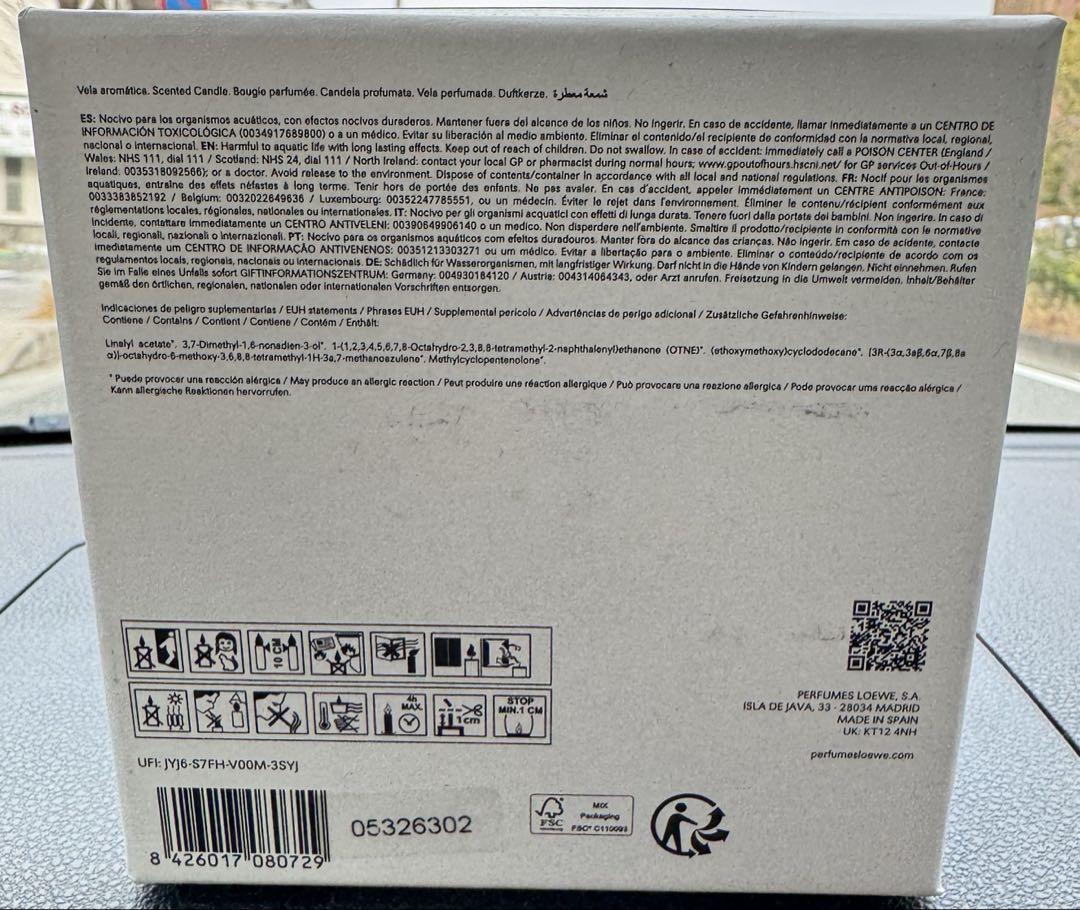 Vela aromática. Scented Candle. Bougie parfumée. Candela profumata. Vela perfumada. Duftkerze. شمعة معطرة
ES: Nocivo para los organismos acuáticos, con efectos nocivos duraderos. Mantener fuera del alcance de los niños. No ingerir. En caso de accidente, llamar inmediatamente a un CENTRO DE
INFORMACIÓN TOXICOLÓGICA (0034917689800) o a un médico. Evitar su liberación al medio ambiente. Eliminar el contenido/el recipiente de conformidad con la normativa local, regional,
nacional o internacional. EN: Harmful to aquatic life with long lasting effects. Keep out of reach of children. Do not swallow. In case of accident: Immediately call a POISON CENTER (England /
Wales: NHS 111, dial 111 / Scotland: NHS 24, dial 111 / North Ireland: contact your local GP or pharmacist during normal hours; www.gpoutofhours.hscni.net/ for GP services Out-of-Hours /
Ireland: 0035318092566); or a doctor. Avoid release to the environment. Dispose of contents/container in accordance with all local and national regulations. FR: Nocif pour les organismes
aquatiques, entraîne des effets néfastes à long terme. Tenir hors de portée des enfants. Ne pas avaler. En cas d'accident, appeler immédiatement un CENTRE ANTIPOISON: France:
0033383852192 / Belgium: 0032022649636 / Luxembourg: 00352247785551, ou un médecin. Éviter le rejet dans l'environnement. Éliminer le contenu/récipient conformément aux
réglementations locales, régionales, nationales ou internationales. IT: Nocivo per gli organismi acquatici con effetti di lunga durata. Tenere fuori dalla portata dei bambini. Non ingerire. In caso di
incidente, contattare immediatamente un CENTRO ANTIVELENI: 00390649906140 o un medico. Non disperdere nell'ambiente. Smaltire il prodotto/recipiente in conformità con le normative
locali, regionali, nazionali o internazionali. PT: Nocivo para os organismos aquáticos com efeitos duradouros. Manter fora do alcance das crianças. Não ingerir. Em caso de acidente, contacte
imediatamente um CENTRO DE INFORMAÇÃO ANTIVENENOS: 00351213303271 ou um médico. Evitar a libertação para o ambiente. Eliminar o conteúdo/recipiente de acordo com os
regulamentos locais, regionais, nacionais ou internacionais. DE: Schädlich für Wasserorganismen, mit langfristiger Wirkung. Darf nicht in die Hände von Kindern gelangen. Nicht einnehmen. Rufen
Sie im Falle eines Unfalls sofort GIFTINFORMATIONSZENTRUM: Germany: 004930184120 / Austria: 004314064343, oder Arzt anrufen. Freisetzung in die Umwelt vermeiden. Inhalt/Behälter
gemäß den örtlichen, regionalen, nationalen oder internationalen Vorschriften entsorgen.
Indicaciones de peligro suplementarias / EUH statements / Phrases EUH / Supplemental pericolo / Advertências de perigo adicional / Zusätzliche Gefahrenhinweise:
Contiene / Contains / Contient / Contiene / Contém / Enthält:
Linalyl acetate*. 3,7-Dimethyl-1,6-nonadien-3-ol*. 1-(1,2,3,4,5,6,7,8-Octahydro-2,3,8,8-tetramethyl-2-naphthalenyl)ethanone (OTNE)*. (ethoxymethoxy)cyclododecane*. [3R-(3α,3aβ,6α,7β,8a
α)]-octahydro-6-methoxy-3,6,8,8-tetramethyl-1H-3a,7-methanoazulene*. Methylcyclopentenolone*.
* Puede provocar una reacción alérgica / May produce an allergic reaction / Peut produire une réaction allergique / Può provocare una reazione allergica / Pode provocar uma reacção alérgica /
Kann allergische Reaktionen hervorrufen.
10 CM
4h
MAX.
1cm
STOP
MIN.1 CM
PERFUMES LOEWE, S.A.
ISLA DE JAVA, 33 · 28034 MADRID
MADE IN SPAIN
UK: KT12 4NH
perfumesloewe.com
UFI: JYJ6-S7FH-V00M-3SYJ
8 426017 080729
05326302
FSC
MIX
Packaging
FSC® C110093